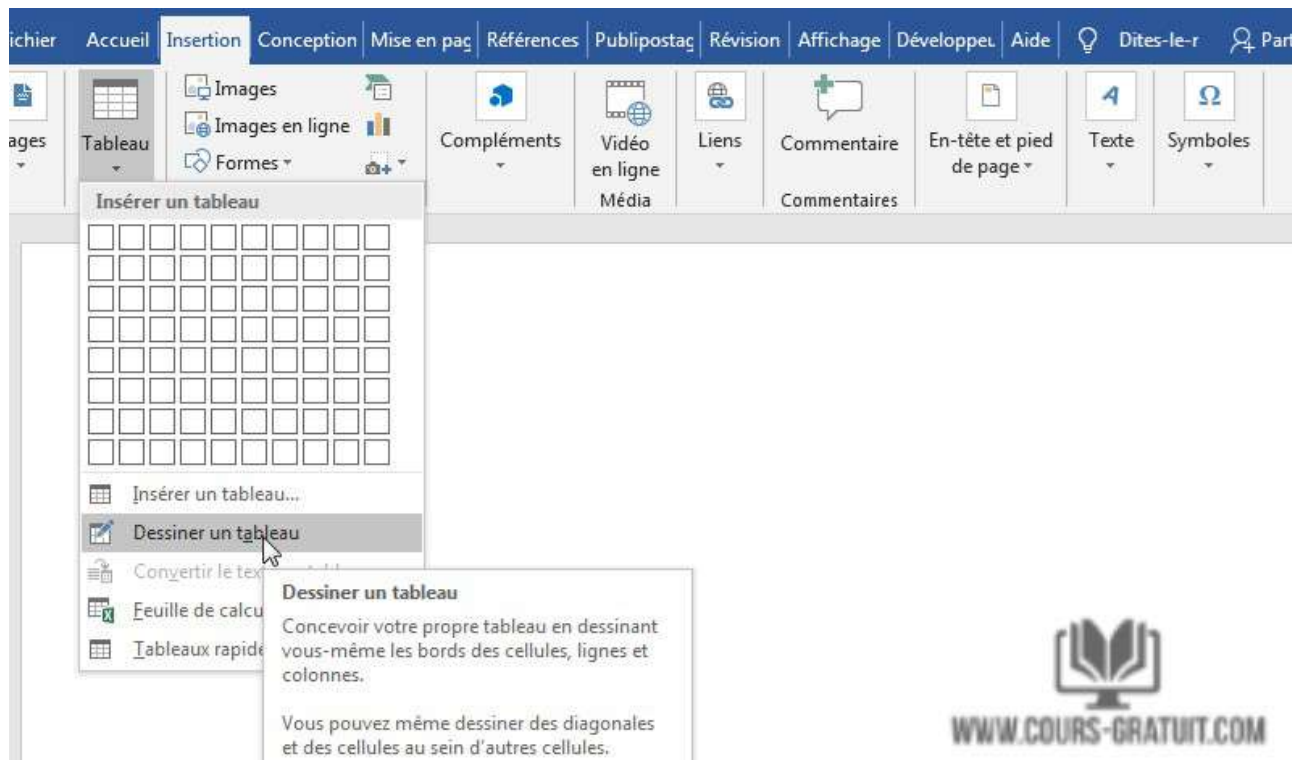 ichier Accueil Insertion Conception Mise en pag Références Publipostag Révision Affichage Développeu Aide Dites-le-r Part
Images
Images en ligne
Formes
ages Tableau Compléments Vidéo en ligne Liens Commentaire En-tête et pied de page Texte Symboles
Média Commentaires
Insérer un tableau
Insérer un tableau...
Dessiner un tableau
Convertir le tex
Feuille de calcu
Tableaux rapide
Dessiner un tableau
Concevoir votre propre tableau en dessinant
vous-même les bords des cellules, lignes et
colonnes.
Vous pouvez même dessiner des diagonales
et des cellules au sein d'autres cellules.
WWW.COURS-GRATUIT.COM